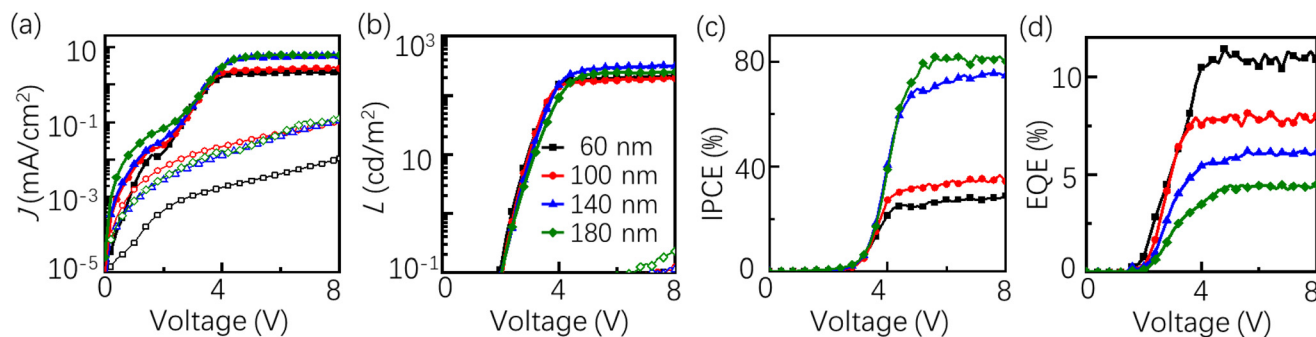 (a)
J (mA/cm²)
10
10⁻¹
10⁻³
10⁻⁵
0 4 8
Voltage (V)
(b)
L (cd/m²)
10³
10¹
10⁻¹
60 nm
100 nm
140 nm
180 nm
0 4 8
Voltage (V)
(c)
IPCE (%)
80
40
0
0 4 8
Voltage (V)
(d)
EQE (%)
10
5
0
0 4 8
Voltage (V)